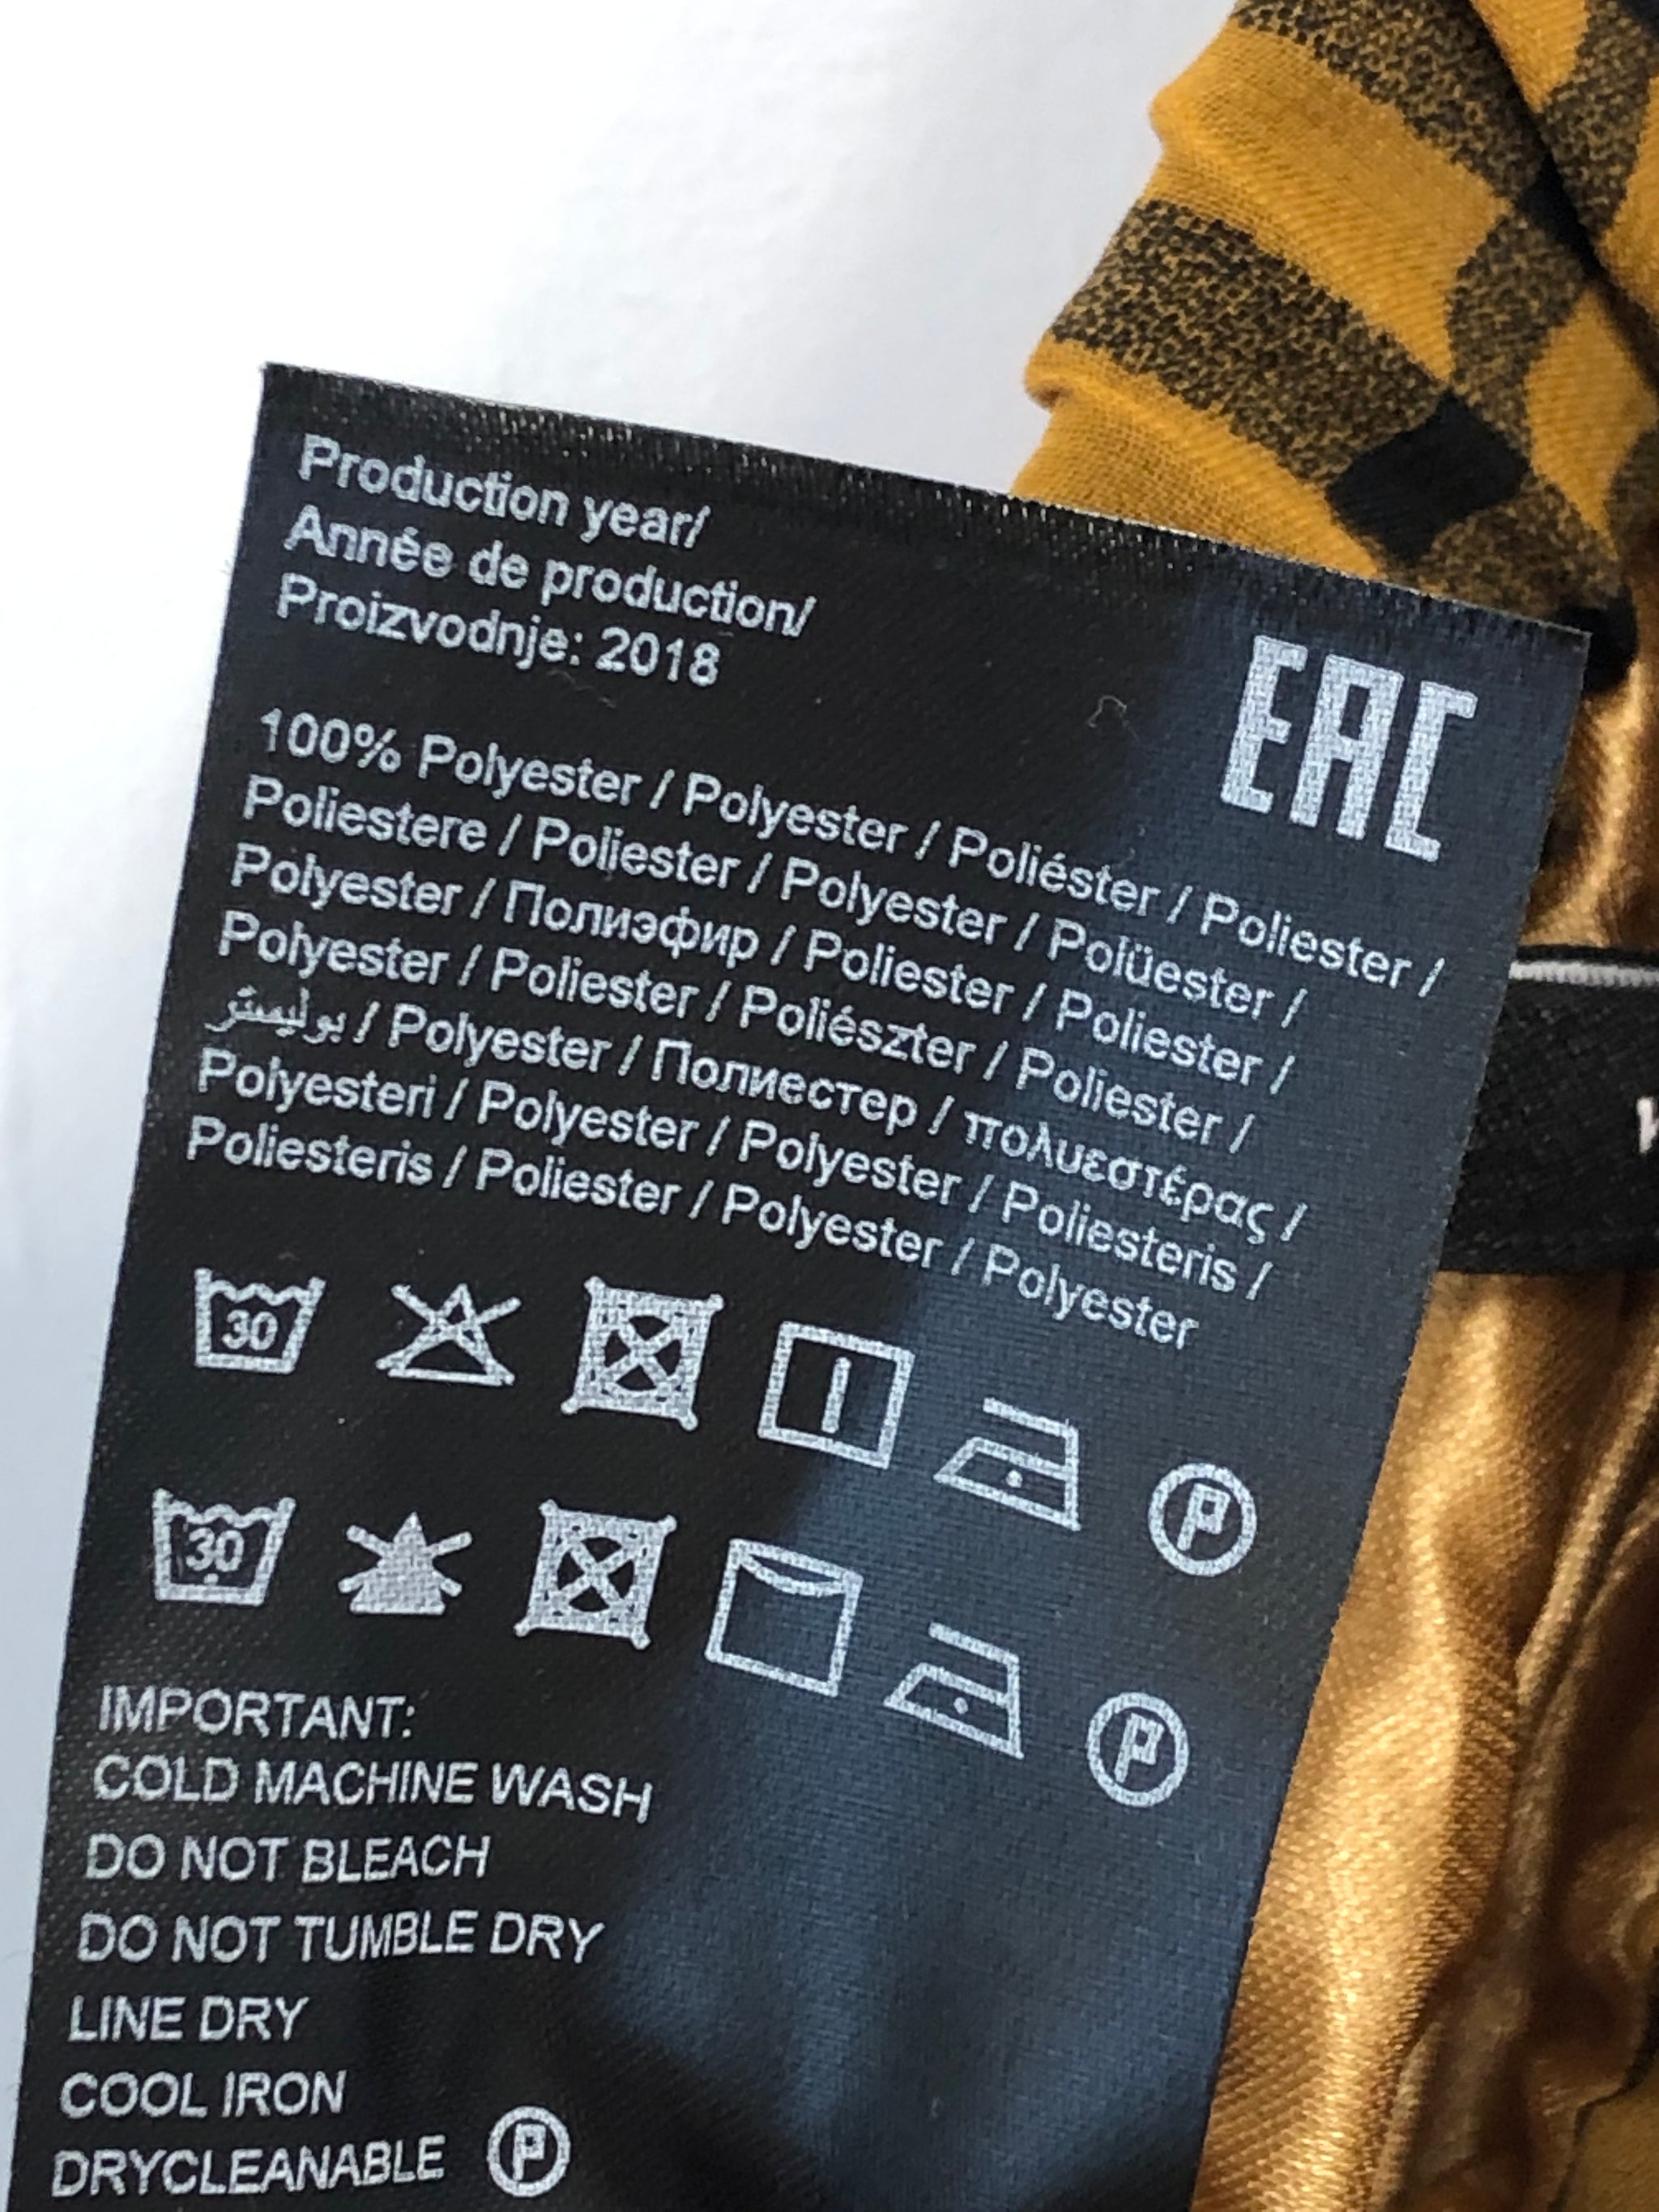 Production year/
Année de production/
Proizvodnje: 2018
EAC
100% Polyester / Polyester / Poliéster / Poliester /
Poliestere / Poliester / Polyester / Polüester /
Polyester / Полиэфир / Poliester / Poliester /
Polyester / Poliester / Poliészter / Poliester /
بوليستر / Polyester / Полиестер / πολυεστέρας /
Polyesteri / Polyester / Polyester / Poliesteris /
Poliesteris / Poliester / Polyester / Polyester
30 P
30 P
IMPORTANT:
COLD MACHINE WASH
DO NOT BLEACH
DO NOT TUMBLE DRY
LINE DRY
COOL IRON
DRYCLEANABLE P